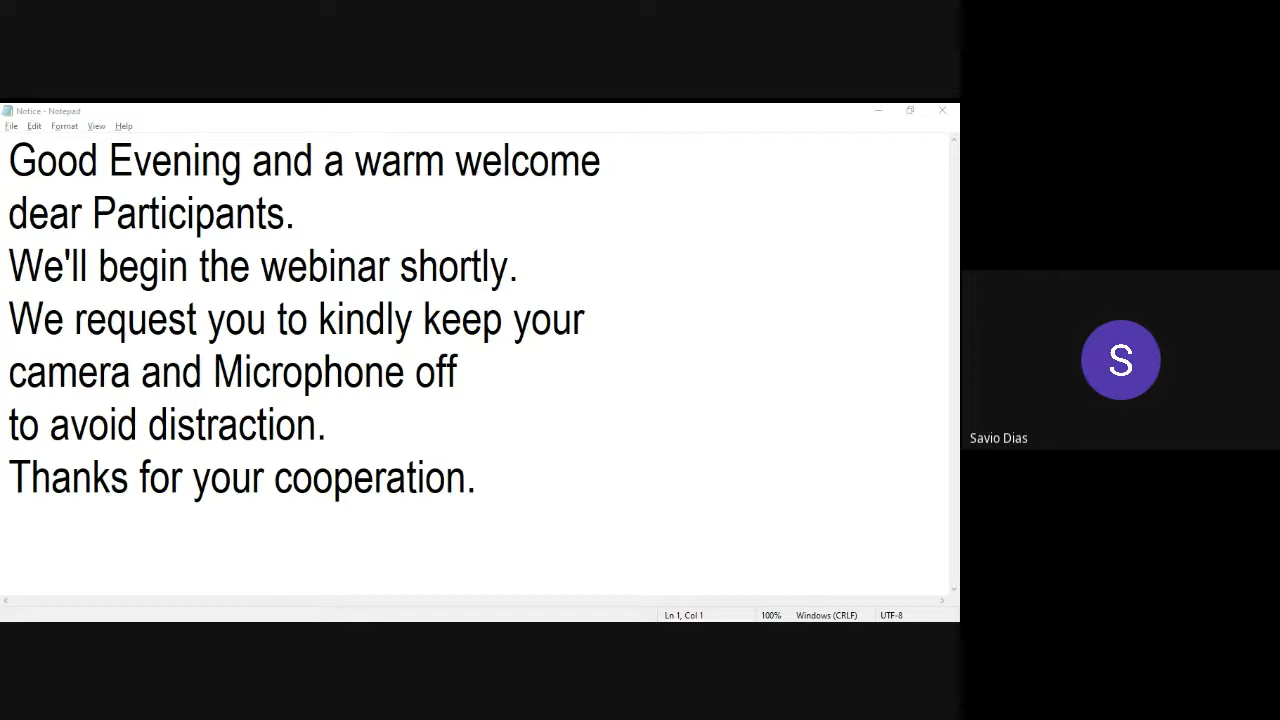 Notice - Notepad
File Edit Format View Help
Good Evening and a warm welcome
dear Participants.
We'll begin the webinar shortly.
We request you to kindly keep your
camera and Microphone off
to avoid distraction.
Thanks for your cooperation.
S
Savio Dias
Ln 1, Col 1 100% Windows (CRLF) UTF-8